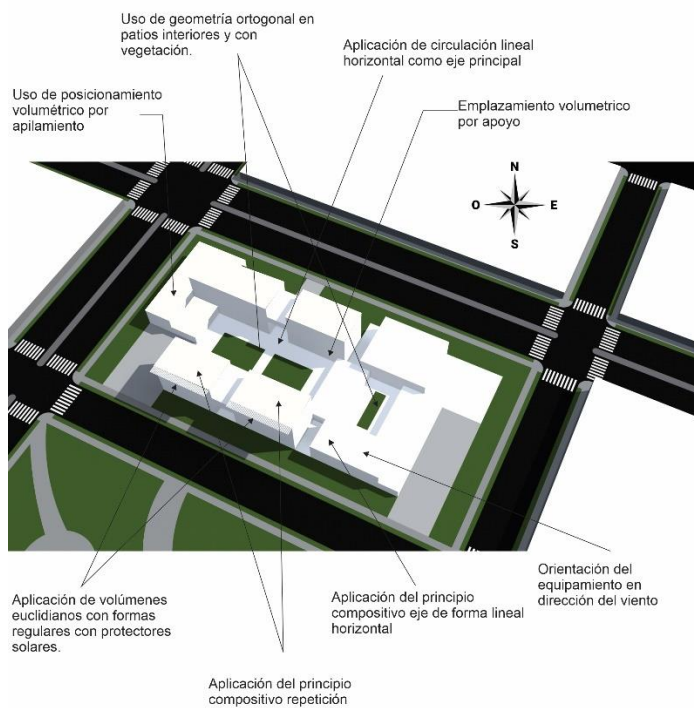 Uso de geometría ortogonal en
patios interiores y con
vegetación.
Aplicación de circulación lineal
horizontal como eje principal
Uso de posicionamiento
volumétrico por
apilamiento
Emplazamiento volumetrico
por apoyo
N
O
E
S
Aplicación de volúmenes
euclidianos con formas
regulares con protectores
solares.
Aplicación del principio
compositivo repetición
Aplicación del principio
compositivo eje de forma lineal
horizontal
Orientación del
equipamiento en
dirección del viento